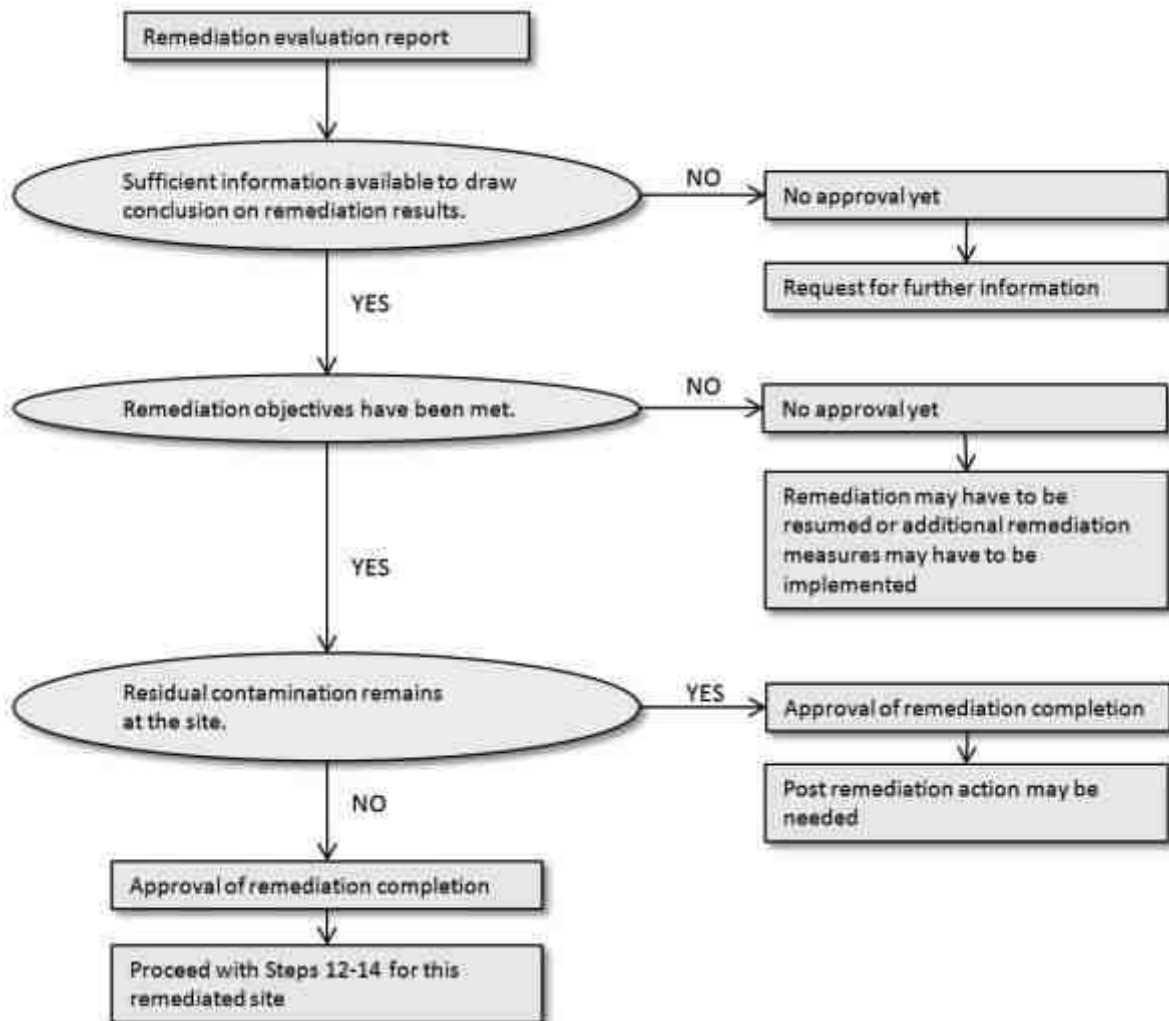 Remediation evaluation report
Sufficient information available to draw
conclusion on remediation results.
NO
No approval yet
Request for further information
YES
Remediation objectives have been met.
NO
No approval yet
Remediation may have to be
resumed or additional remediation
measures may have to be
implemented
YES
Residual contamination remains
at the site.
YES
Approval of remediation completion
Post remediation action may be
needed
NO
Approval of remediation completion
Proceed with Steps 12-14 for this
remediated site